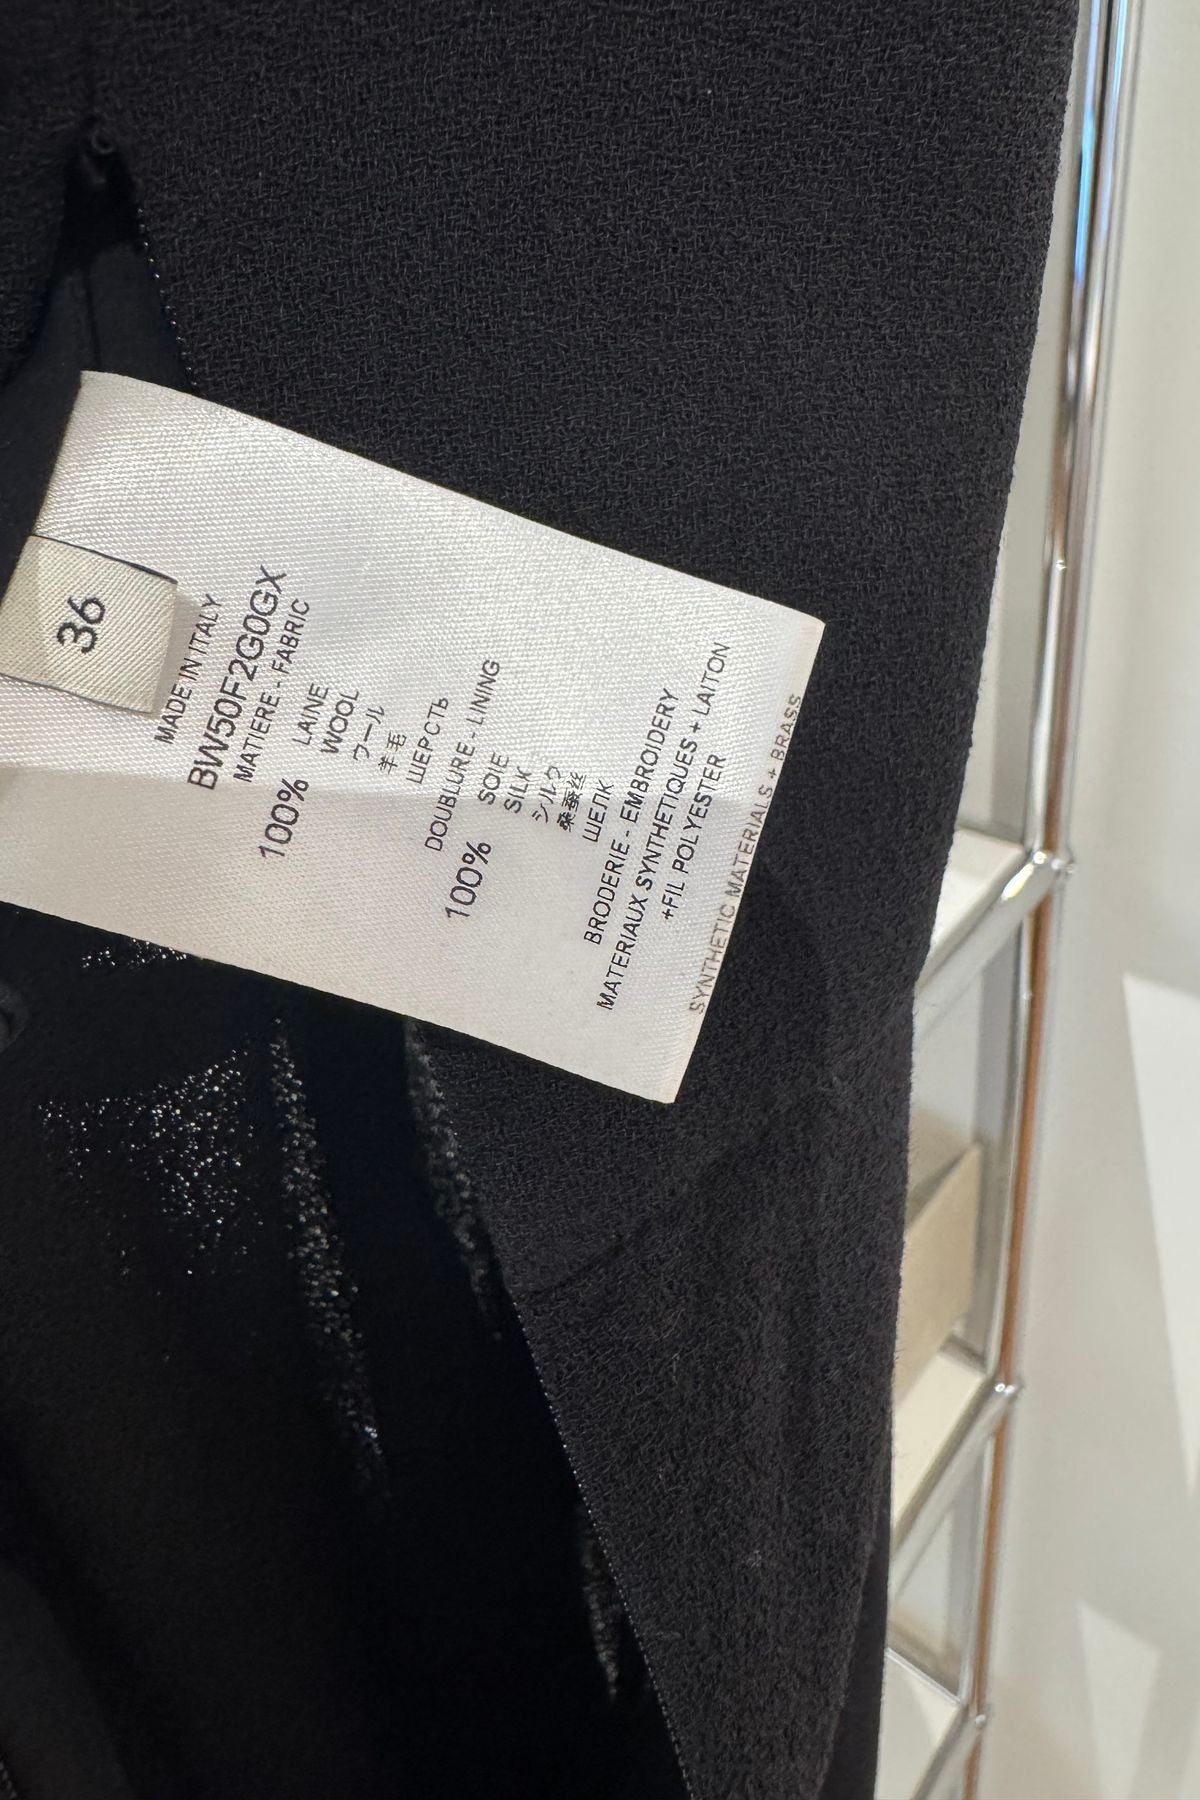 36
MADE IN ITALY
BW50F2G0GX
MATIERE - FABRIC
100% LAINE
WOOL
ウール
羊毛
ШЕРСТЬ
DOUBLURE - LINING
100% SOIE
SILK
シルク
桑蚕丝
ШЕЛК
BRODERIE - EMBROIDERY
MATERIAUX SYNTHETIQUES + LAITON
+FIL POLYESTER
SYNTHETIC MATERIALS + BRASS